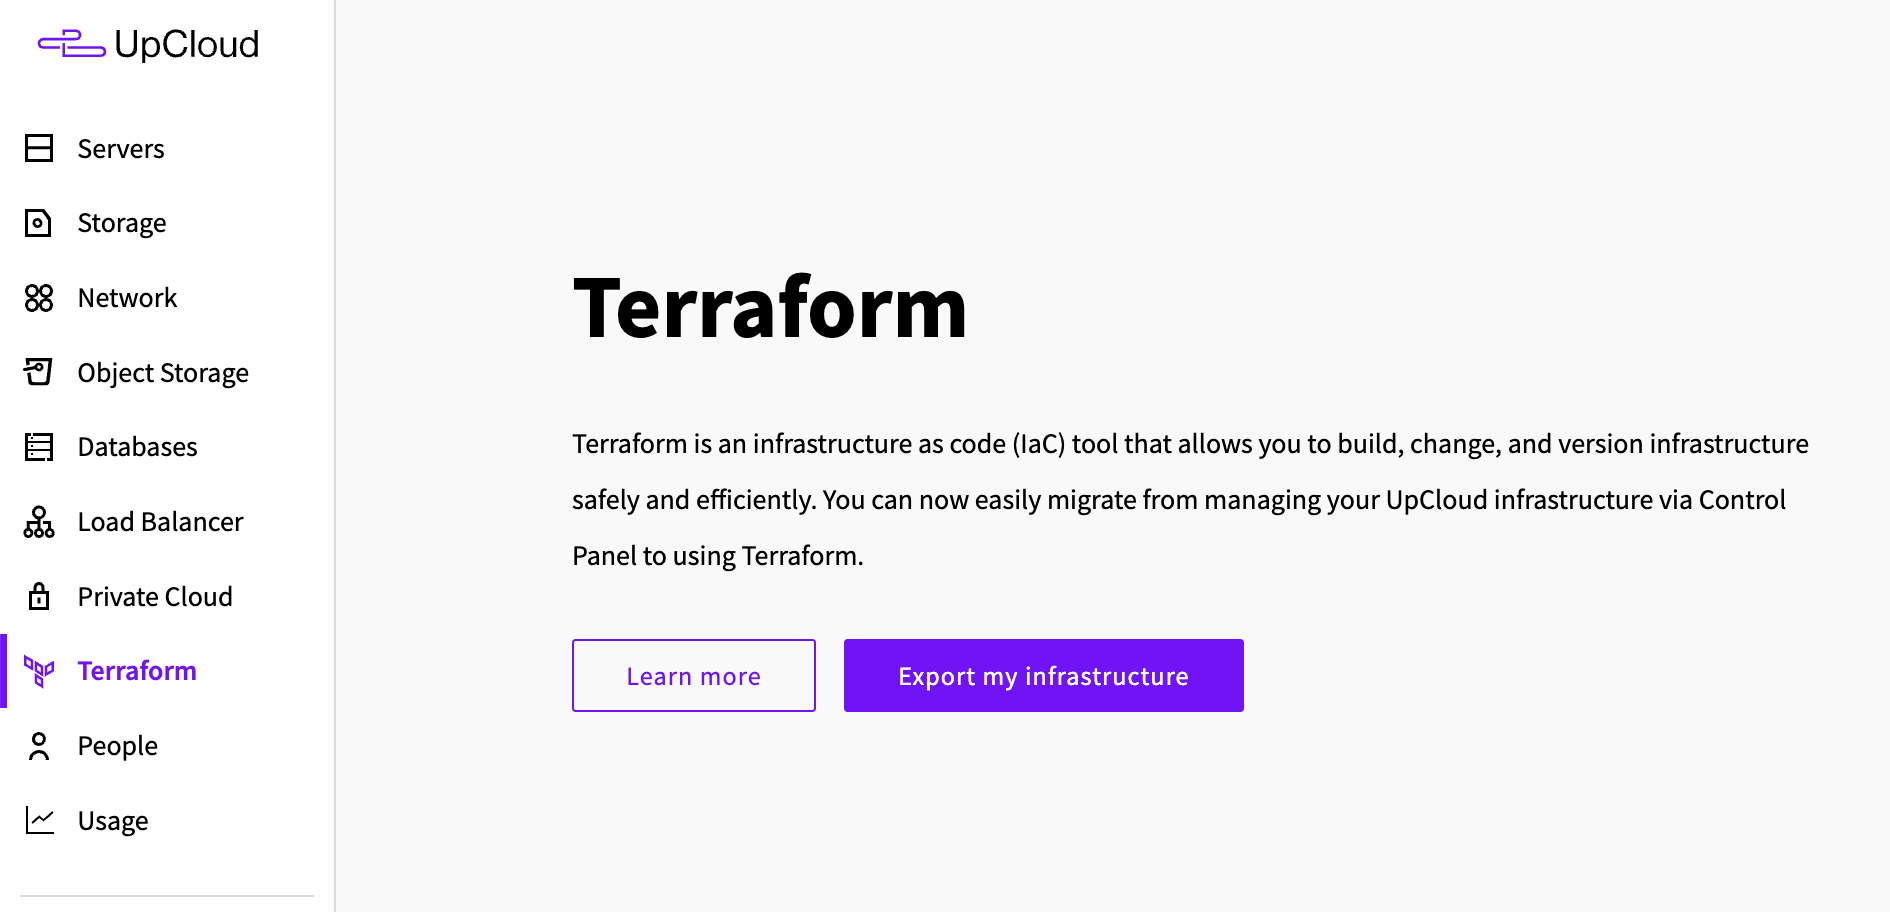 UpCloud
Servers
Storage
Network
Object Storage
Databases
Load Balancer
Private Cloud
Terraform
People
Usage
Terraform
Terraform is an infrastructure as code (IaC) tool that allows you to build, change, and version infrastructure
safely and efficiently. You can now easily migrate from managing your UpCloud infrastructure via Control
Panel to using Terraform.
Learn more
Export my infrastructure